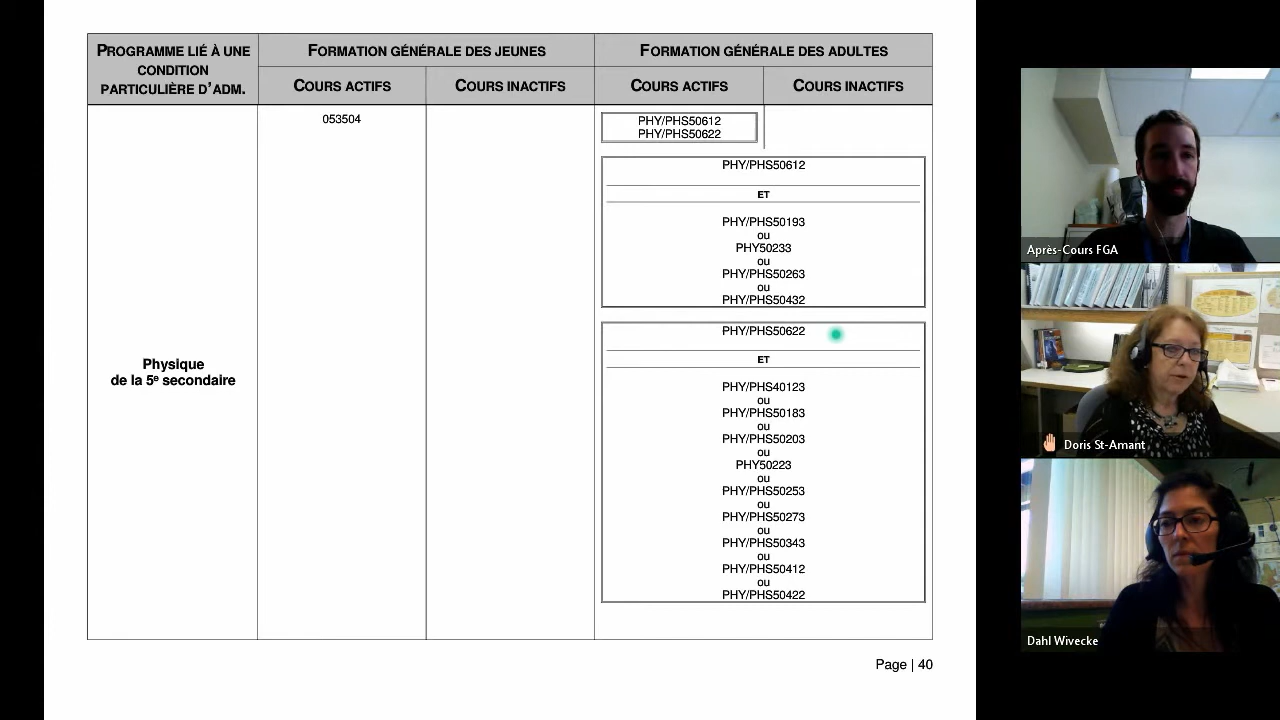 PROGRAMME LIÉ À UNE
CONDITION
PARTICULIÈRE D'ADM.
FORMATION GÉNÉRALE DES JEUNES
FORMATION GÉNÉRALE DES ADULTES
COURS ACTIFS
COURS INACTIFS
COURS ACTIFS
COURS INACTIFS
Physique
de la 5e secondaire
053504
PHY/PHS50612
PHY/PHS50622
PHY/PHS50612
ET
PHY/PHS50193
ou
PHY50233
ou
PHY/PHS50263
ou
PHY/PHS50432
PHY/PHS50622
ET
PHY/PHS40123
ou
PHY/PHS50183
ou
PHY/PHS50203
ou
PHY50223
ou
PHY/PHS50253
ou
PHY/PHS50273
ou
PHY/PHS50343
ou
PHY/PHS50412
ou
PHY/PHS50422
Page | 40
Après-Cours FGA
Doris St-Amant
Dahl Wivecke